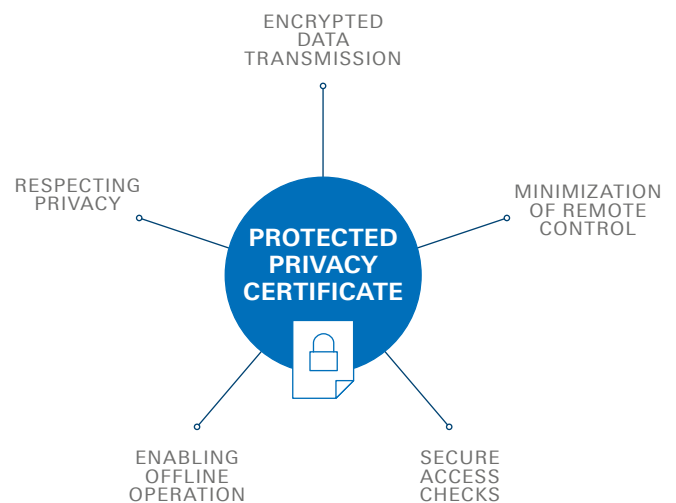 ENCRYPTED
DATA
TRANSMISSION
RESPECTING
PRIVACY
MINIMIZATION
OF REMOTE
CONTROL
PROTECTED
PRIVACY
CERTIFICATE
ENABLING
OFFLINE
OPERATION
SECURE
ACCESS
CHECKS